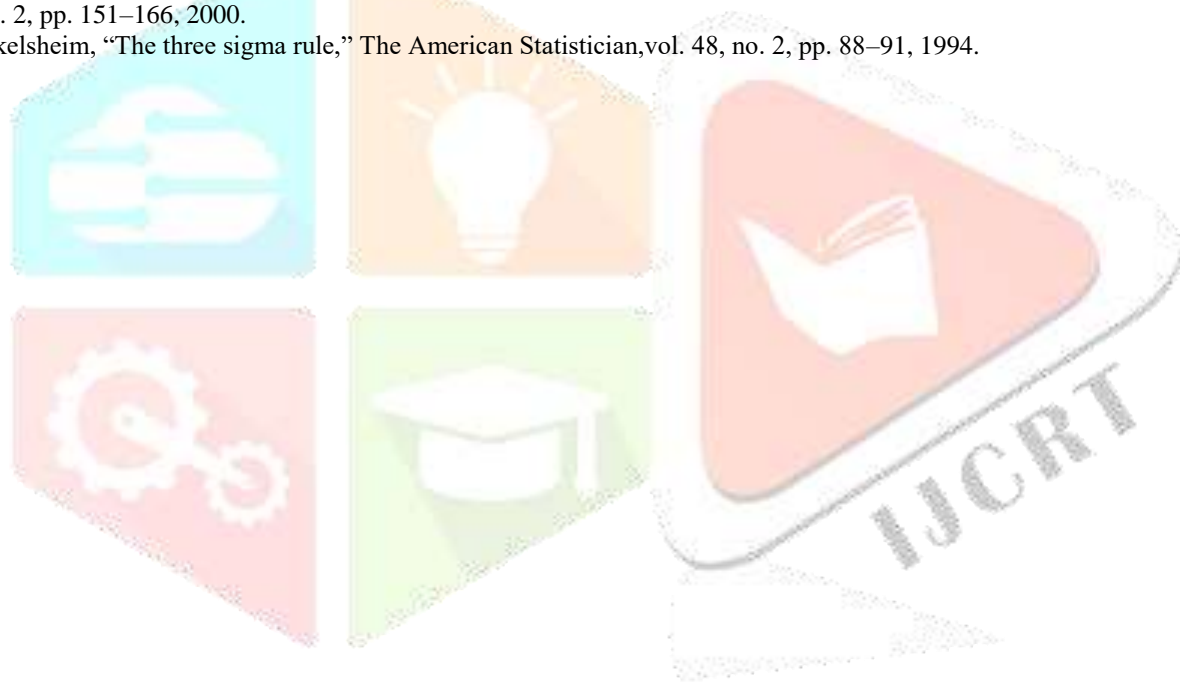 . 2, pp. 151–166, 2000.
kelsheim, “The three sigma rule,” The American Statistician,vol. 48, no. 2, pp. 88–91, 1994.
IJCRT